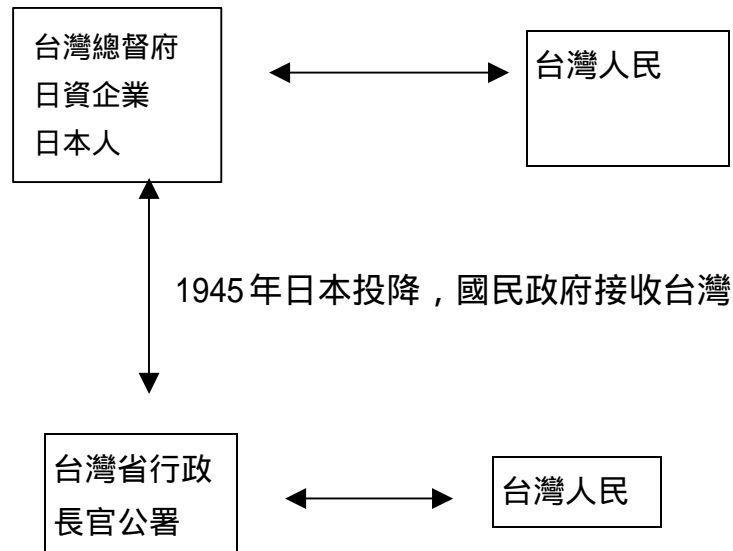 台灣總督府
日資企業
日本人
台灣人民
1945年日本投降，國民政府接收台灣
台灣省行政
長官公署
台灣人民